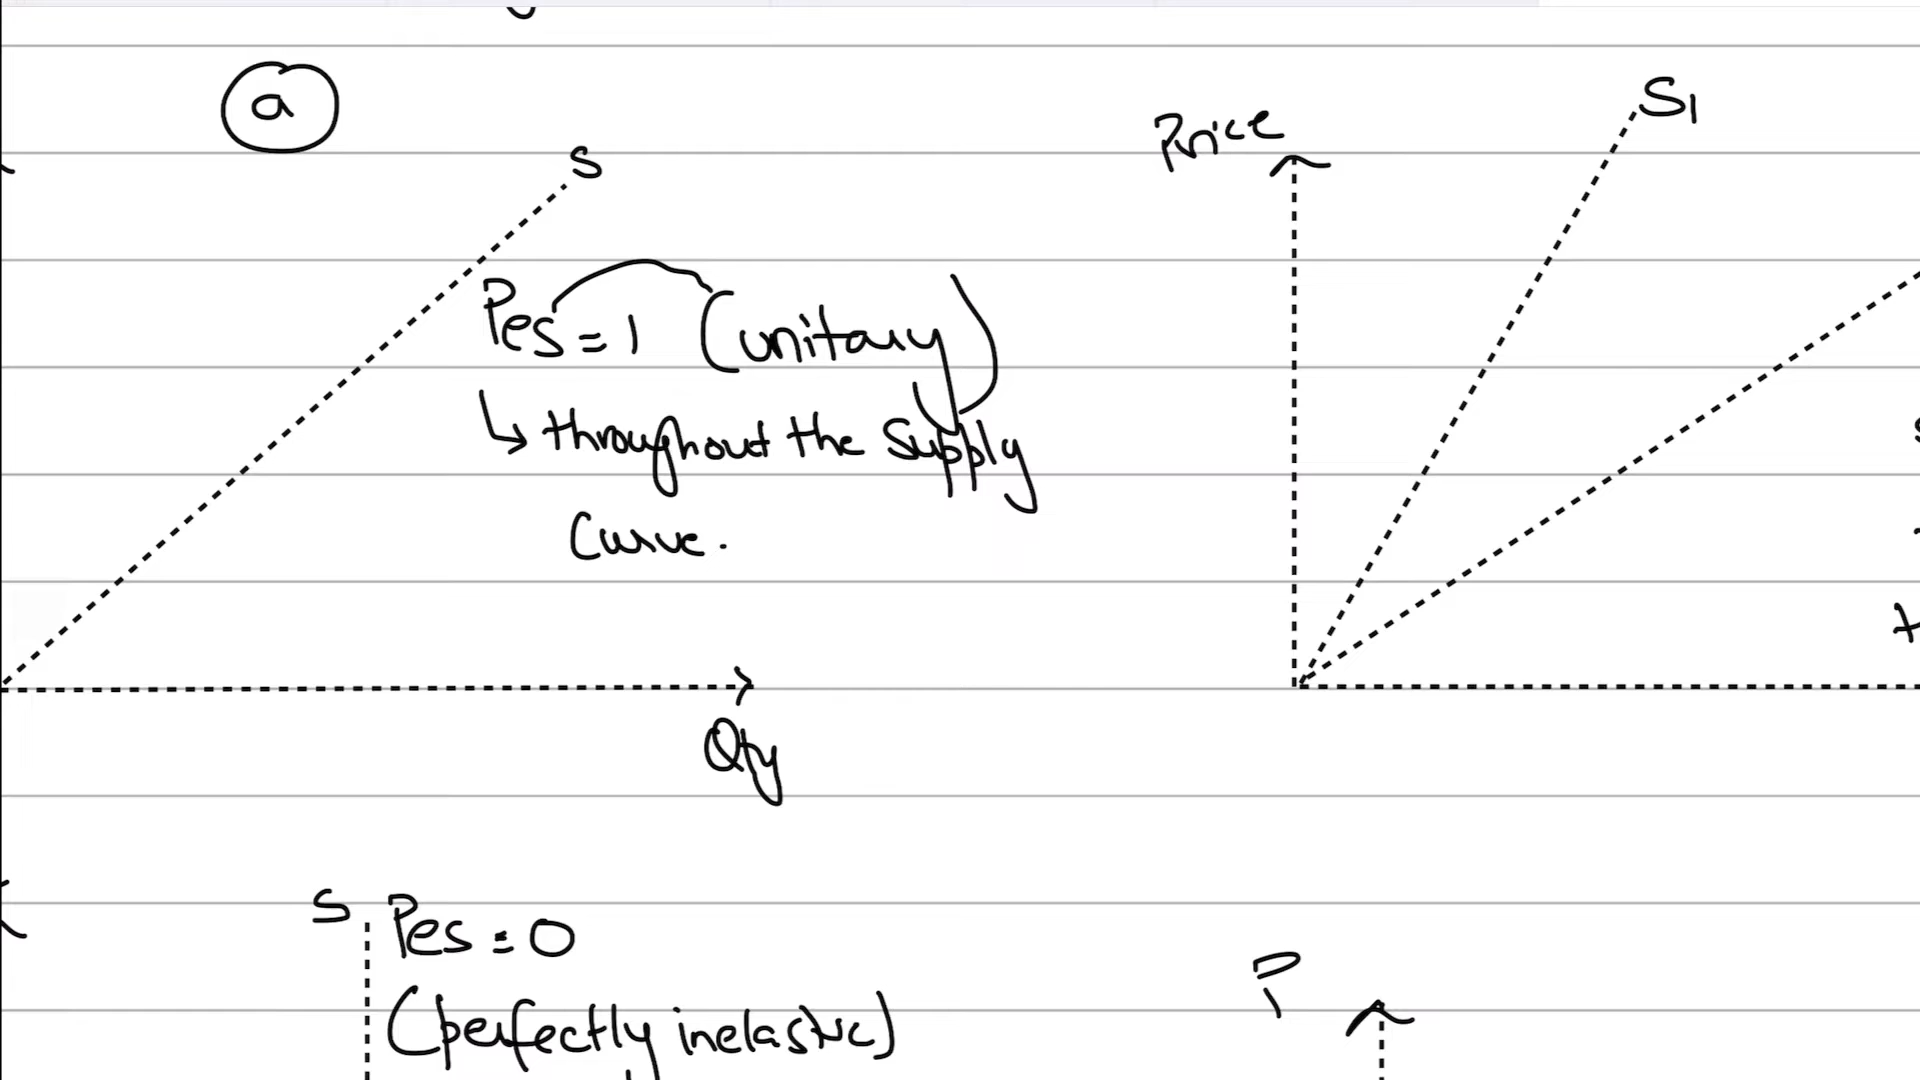 a
S
Pes = 1 (unitary)
↳ throughout the supply
curve.
Qty
Price
S1
S
Pes = 0
(perfectly inelastic)
P